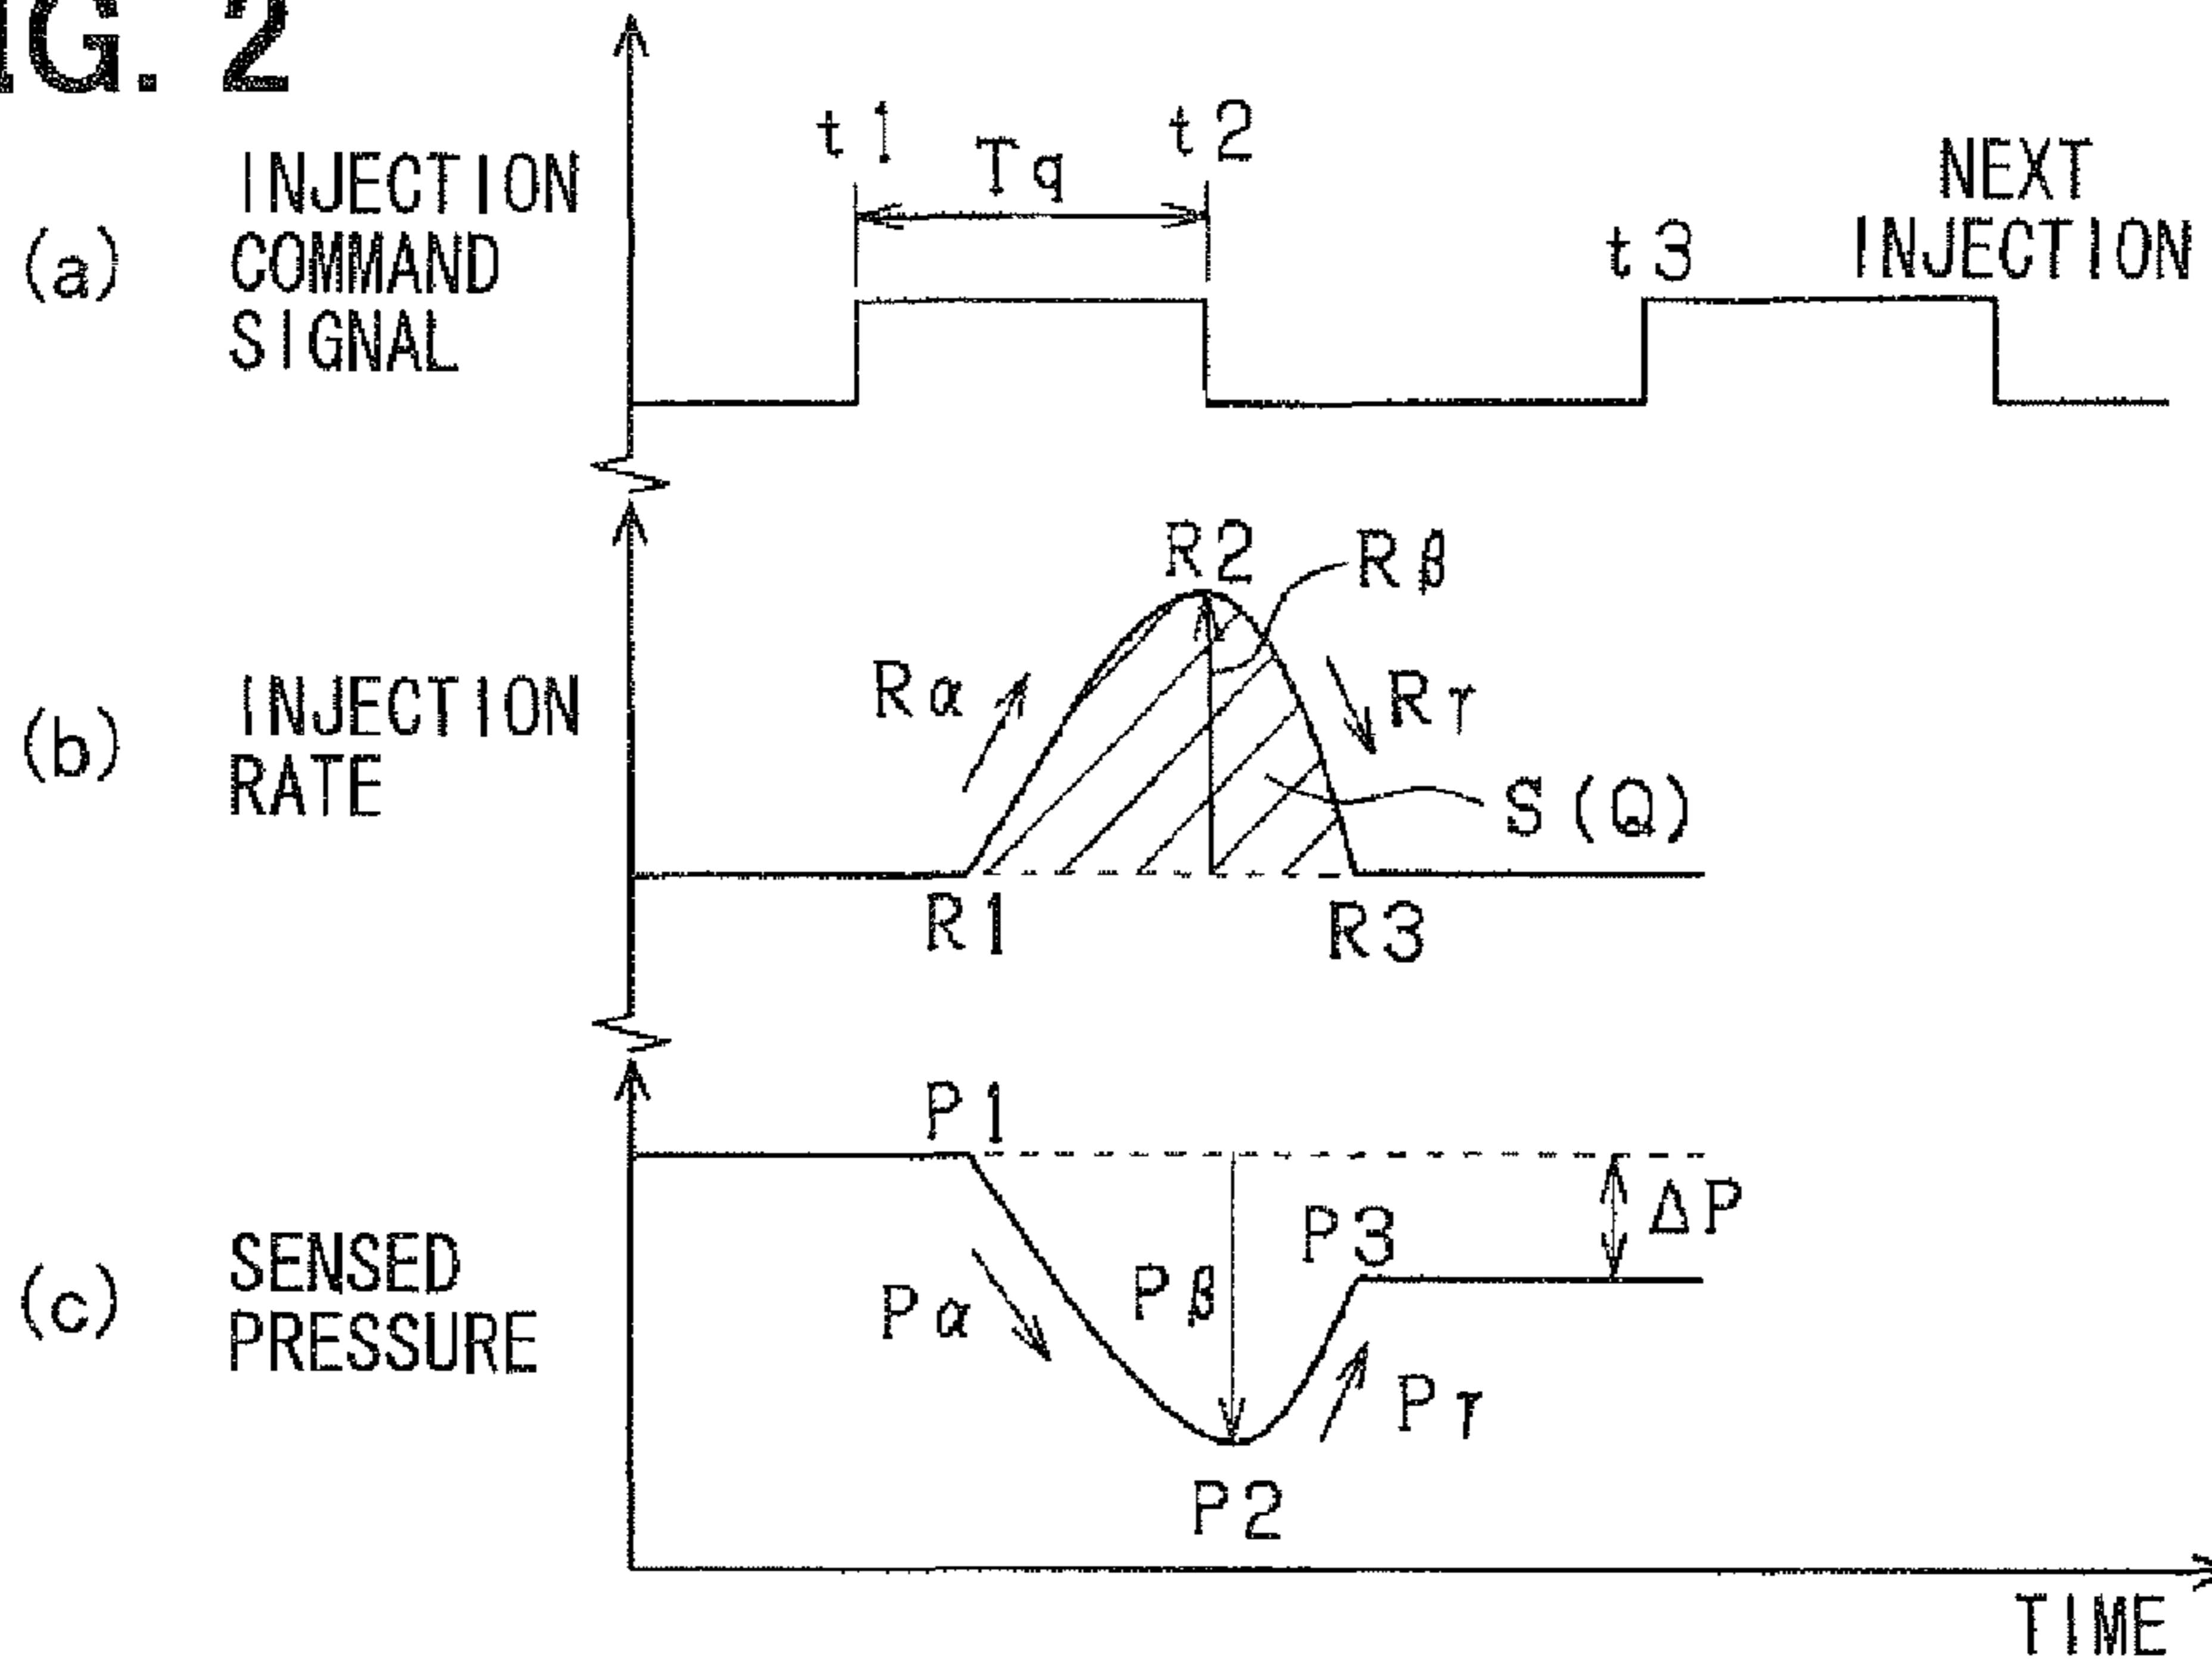 IG. 2
(a)
INJECTION
COMMAND
SIGNAL
t1
Tq
t2
t3
NEXT
INJECTION
(b)
INJECTION
RATE
Rα
R2
Rβ
Rγ
S(Q)
R1
R3
(c)
SENSED
PRESSURE
P1
Pα
Pβ
P2
P3
Pγ
ΔP
TIME